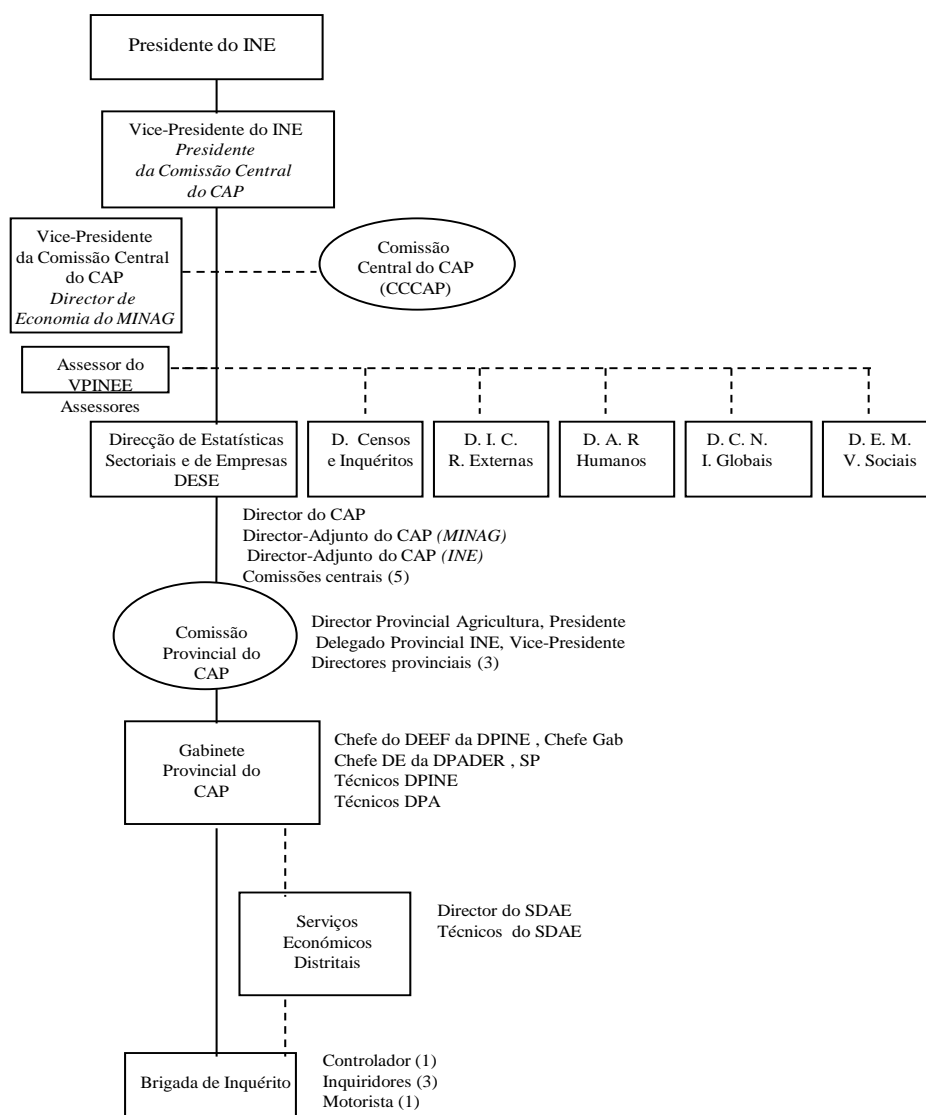 Presidente do INE
Vice-Presidente do INE
Presidente
da Comissão Central
do CAP
Vice-Presidente
da Comissão Central
do CAP
Director de
Economia do MINAG
Comissão
Central do CAP
(CCCAP)
Assessor do
VPINEE
Assessores
Direcção de Estatísticas
Sectoriais e de Empresas
DESE
D. Censos
e Inquéritos
D. I. C.
R. Externas
D. A. R
Humanos
D. C. N.
I. Globais
D. E. M.
V. Sociais
Director do CAP
Director-Adjunto do CAP (MINAG)
Director-Adjunto do CAP (INE)
Comissões centrais (5)
Comissão
Provincial do
CAP
Director Provincial Agricultura, Presidente
Delegado Provincial INE, Vice-Presidente
Directores provinciais (3)
Gabinete
Provincial do
CAP
Chefe do DEEF da DPINE , Chefe Gab
Chefe DE da DPADER , SP
Técnicos DPINE
Técnicos DPA
Serviços
Económicos
Distritais
Director do SDAE
Técnicos do SDAE
Brigada de Inquérito
Controlador (1)
Inquiridores (3)
Motorista (1)